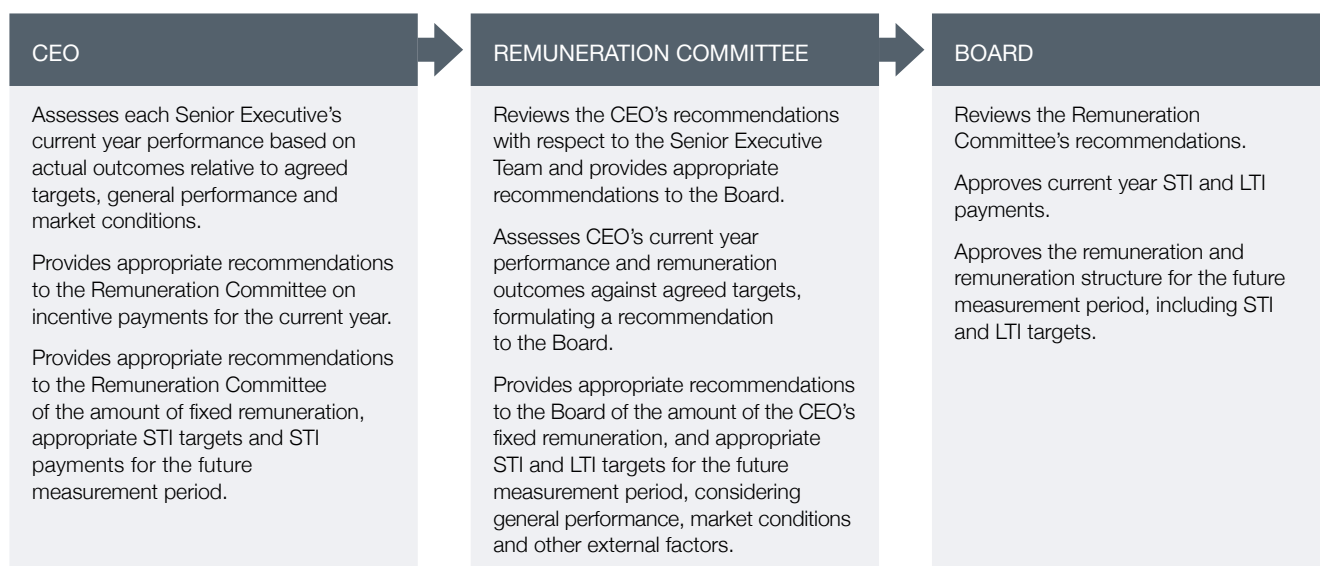 CEO
Assesses each Senior Executive's
current year performance based on
actual outcomes relative to agreed
targets, general performance and
market conditions.
Provides appropriate recommendations
to the Remuneration Committee on
incentive payments for the current year.
Provides appropriate recommendations
to the Remuneration Committee
of the amount of fixed remuneration,
appropriate STI targets and STI
payments for the future
measurement period.
REMUNERATION COMMITTEE
Reviews the CEO's recommendations
with respect to the Senior Executive
Team and provides appropriate
recommendations to the Board.
Assesses CEO's current year
performance and remuneration
outcomes against agreed targets,
formulating a recommendation
to the Board.
Provides appropriate recommendations
to the Board of the amount of the CEO's
fixed remuneration, and appropriate
STI and LTI targets for the future
measurement period, considering
general performance, market conditions
and other external factors.
BOARD
Reviews the Remuneration
Committee's recommendations.
Approves current year STI and LTI
payments.
Approves the remuneration and
remuneration structure for the future
measurement period, including STI
and LTI targets.